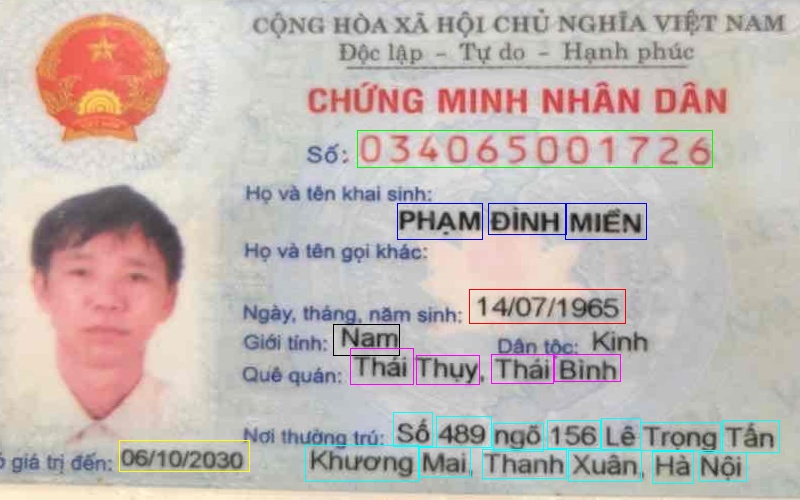 CỘNG HÒA XÃ HỘI CHỦ NGHĨA VIỆT NAM
Độc lập - Tự do - Hạnh phúc
CHỨNG MINH NHÂN DÂN
Số: 034065001726
Họ và tên khai sinh:
PHẠM ĐÌNH MIỀN
Họ và tên gọi khác:
Ngày, tháng, năm sinh: 14/07/1965
Giới tính: Nam Dân tộc: Kinh
Quê quán: Thái Thụy, Thái Bình
Nơi thường trú: Số 489 ngõ 156 Lê Trọng Tấn
ó giá trị đến: 06/10/2030 Khương Mai, Thanh Xuân, Hà Nội